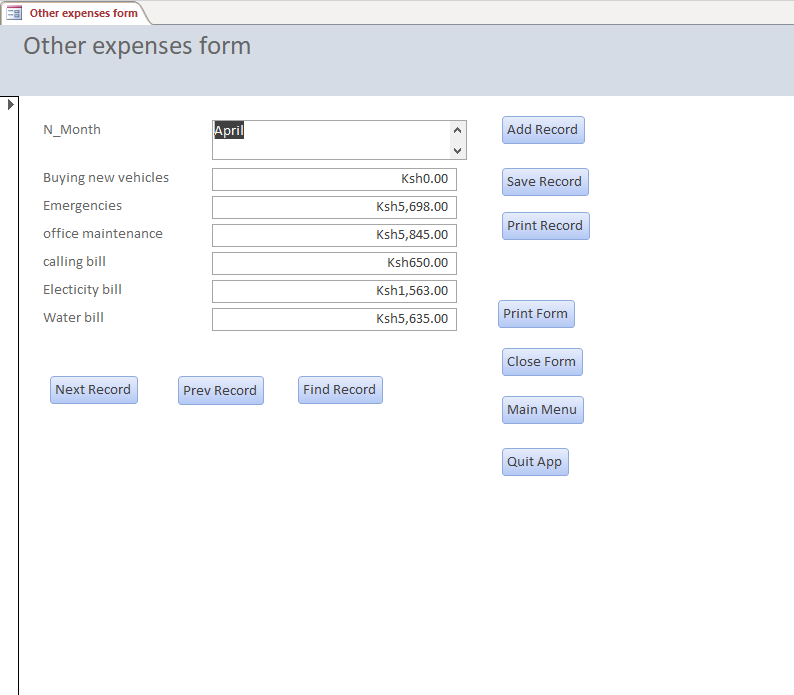 Other expenses form
Other expenses form
N_Month April Add Record
Buying new vehicles Ksh0.00 Save Record
Emergencies Ksh5,698.00
office maintenance Ksh5,845.00 Print Record
calling bill Ksh650.00
Electicity bill Ksh1,563.00
Water bill Ksh5,635.00 Print Form
Close Form
Next Record Prev Record Find Record
Main Menu
Quit App